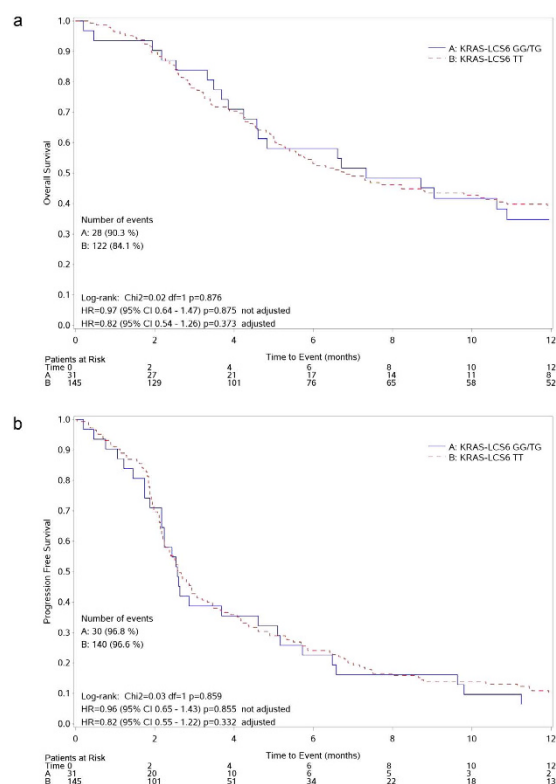 a
1.0
0.9
0.8
0.7
0.6
0.5
0.4
0.3
0.2
0.1
0.0
Overall Survival
A: KRAS-LCS6 GG/TG
B: KRAS-LCS6 TT
Number of events
A: 28 (90.3 %)
B: 122 (84.1 %)
Log-rank: Chi2=0.02 df=1 p=0.876
HR=0.97 (95% CI 0.64 - 1.47) p=0.875 not adjusted
HR=0.82 (95% CI 0.54 - 1.26) p=0.373 adjusted
0 2 4 6 8 10 12
Time to Event (months)
Patients at Risk
Time 0 2 4 6 8 10 12
A 31 27 21 17 14 11 8
B 145 129 101 76 65 58 52
b
1.0
0.9
0.8
0.7
0.6
0.5
0.4
0.3
0.2
0.1
0.0
Progression Free Survival
A: KRAS-LCS6 GG/TG
B: KRAS-LCS6 TT
Number of events
A: 30 (96.8 %)
B: 140 (96.6 %)
Log-rank: Chi2=0.03 df=1 p=0.859
HR=0.96 (95% CI 0.65 - 1.43) p=0.855 not adjusted
HR=0.82 (95% CI 0.55 - 1.22) p=0.332 adjusted
0 2 4 6 8 10 12
Time to Event (months)
Patients at Risk
Time 0 2 4 6 8 10 12
A 31 20 10 6 5 3 2
B 145 101 51 34 22 18 13